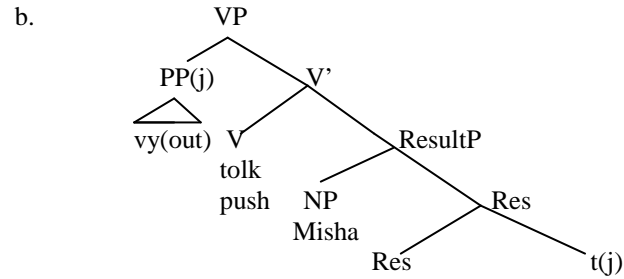 b. VP
PP(j) V’
vy(out) V ResultP
tolk
push NP Res
Misha
Res t(j)